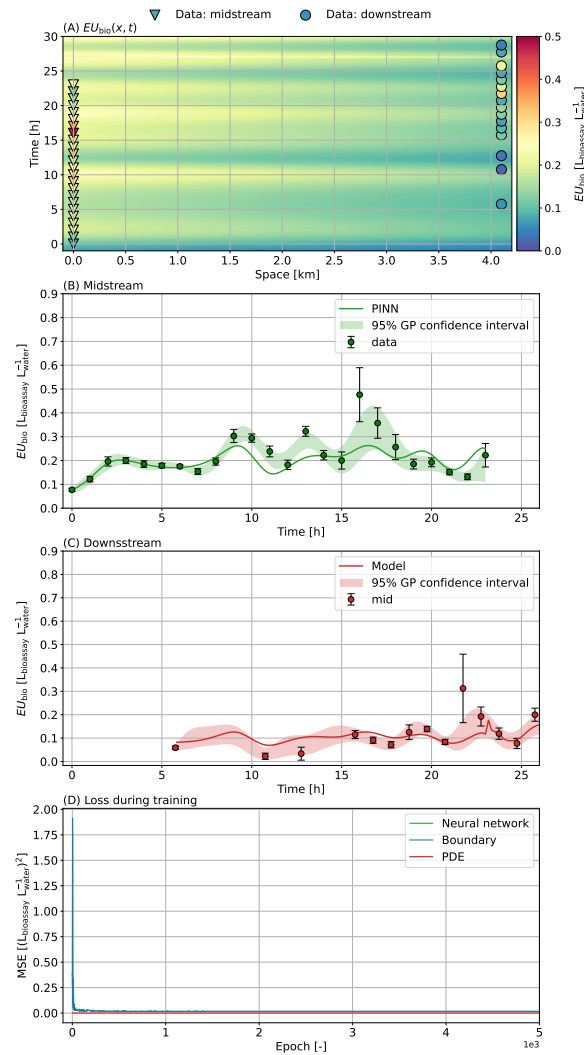 Data: midstream Data: downstream
(A) EU_bio(x, t)
30
25
20
15
10
5
0
Time [h]
0.0 0.5 1.0 1.5 2.0 2.5 3.0 3.5 4.0
Space [km]
0.5
0.4
0.3
0.2
0.1
0.0
EU_bio [L_bioassay L_water^-1]
(B) Midstream
0.9
0.8
0.7
0.6
0.5
0.4
0.3
0.2
0.1
0.0
EU_bio [L_bioassay L_water^-1]
PINN
95% GP confidence interval
data
0 5 10 15 20 25
Time [h]
(C) Downsstream
0.9
0.8
0.7
0.6
0.5
0.4
0.3
0.2
0.1
0.0
EU_bio [L_bioassay L_water^-1]
Model
95% GP confidence interval
mid
0 5 10 15 20 25
Time [h]
(D) Loss during training
2.00
1.75
1.50
1.25
1.00
0.75
0.50
0.25
0.00
MSE [(L_bioassay L_water^-1)^2]
Neural network
Boundary
PDE
0 1 2 3 4 5
1e3
Epoch [-]